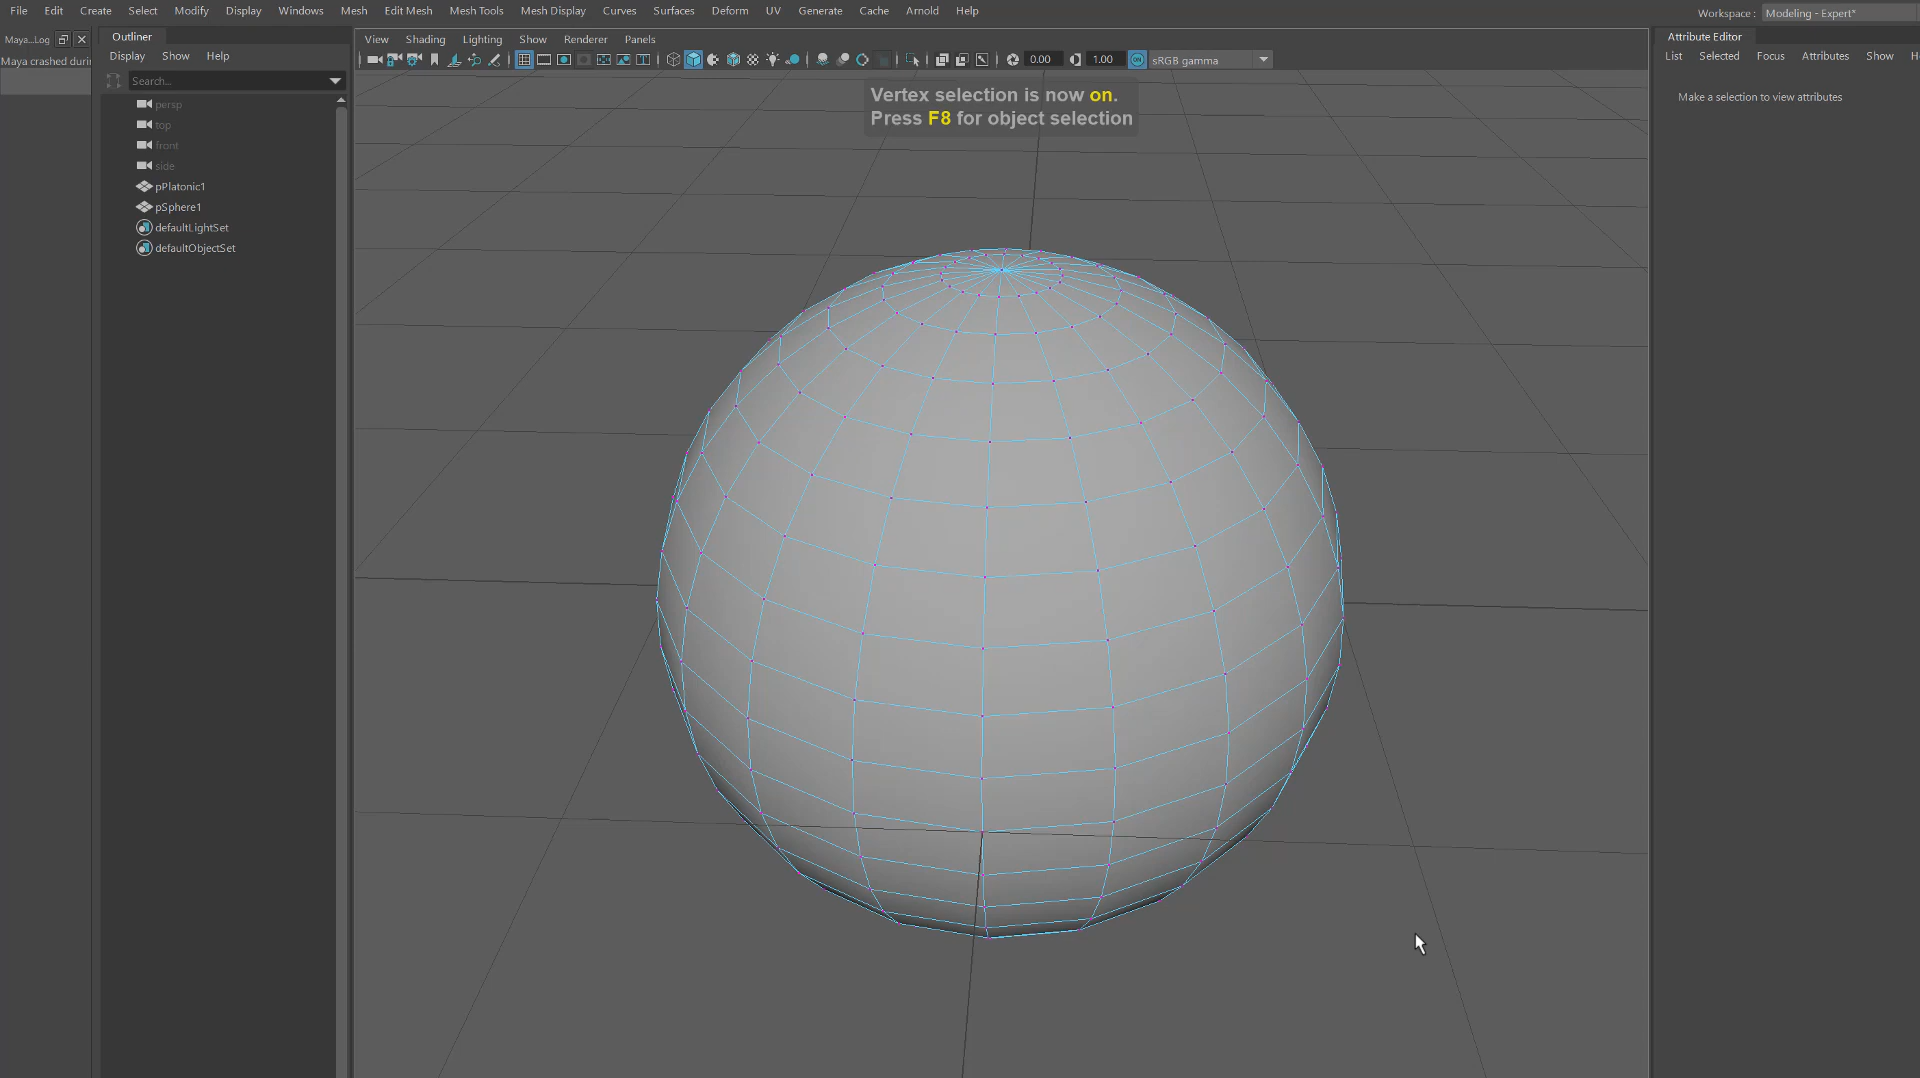 File Edit Create Select Modify Display Windows Mesh Edit Mesh Mesh Tools Mesh Display Curves Surfaces Deform UV Generate Cache Arnold Help
Workspace : Modeling - Expert*
Maya...Log
Maya crashed duri
Outliner
Display Show Help
Search...
persp
top
front
side
pPlatonic1
pSphere1
defaultLightSet
defaultObjectSet
View Shading Lighting Show Renderer Panels
0.00 1.00 ON sRGB gamma
Vertex selection is now on.
Press F8 for object selection
Attribute Editor
List Selected Focus Attributes Show H
Make a selection to view attributes